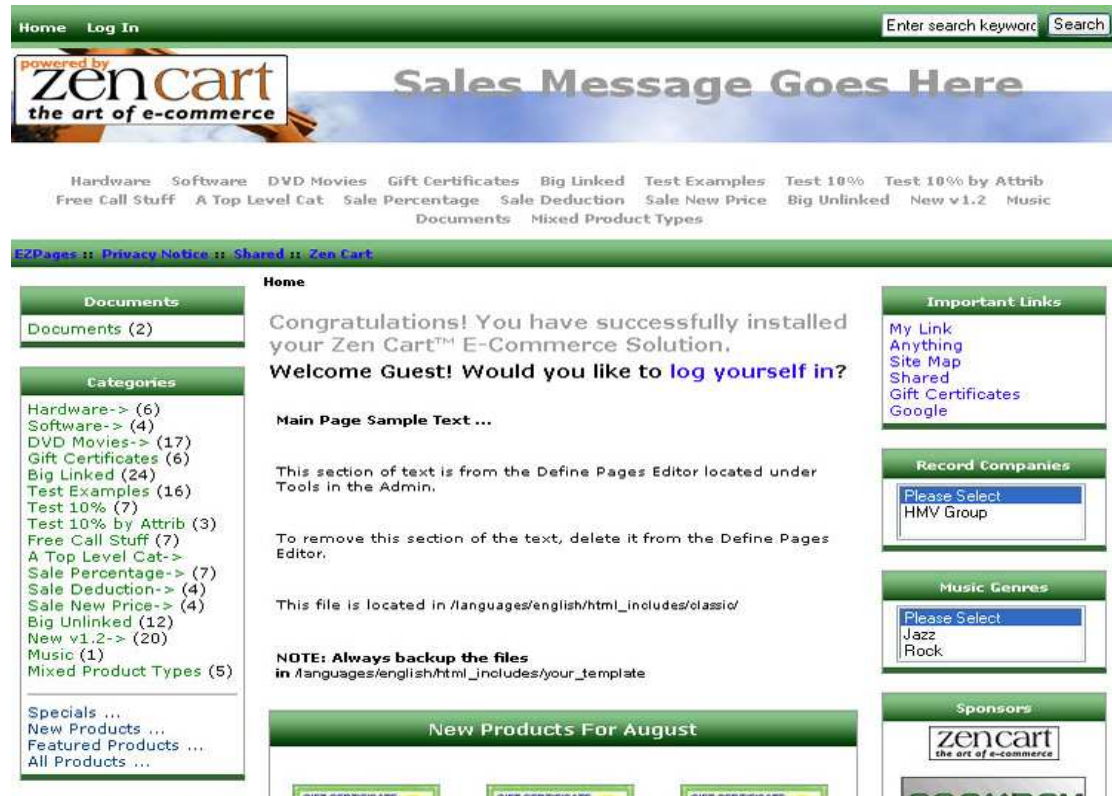 Home Log In
Enter search keyword Search
powered by
zencart
the art of e-commerce
Sales Message Goes Here
Hardware Software DVD Movies Gift Certificates Big Linked Test Examples Test 10% Test 10% by Attrib
Free Call Stuff A Top Level Cat Sale Percentage Sale Deduction Sale New Price Big Unlinked New v1.2 Music
Documents Mixed Product Types
EZPages :: Privacy Notice :: Shared :: Zen Cart
Documents
Documents (2)
Categories
Hardware-> (6)
Software-> (4)
DVD Movies-> (17)
Gift Certificates (6)
Big Linked (24)
Test Examples (16)
Test 10% (7)
Test 10% by Attrib (3)
Free Call Stuff (7)
A Top Level Cat->
Sale Percentage-> (7)
Sale Deduction-> (4)
Sale New Price-> (4)
Big Unlinked (12)
New v1.2-> (20)
Music (1)
Mixed Product Types (5)
Specials ...
New Products ...
Featured Products ...
All Products ...
Home
Congratulations! You have successfully installed
your Zen Cart™ E-Commerce Solution.
Welcome Guest! Would you like to log yourself in?
Main Page Sample Text ...
This section of text is from the Define Pages Editor located under
Tools in the Admin.
To remove this section of the text, delete it from the Define Pages
Editor.
This file is located in /languages/english/html_includes/classic/
NOTE: Always backup the files
in /languages/english/html_includes/your_template
New Products For August
Important Links
My Link
Anything
Site Map
Shared
Gift Certificates
Google
Record Companies
Please Select
HMV Group
Music Genres
Please Select
Jazz
Rock
Sponsors
zencart
the art of e-commerce